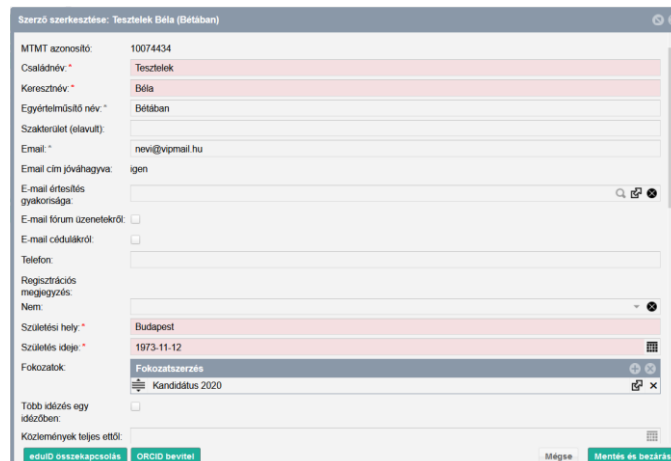 Szerző szerkesztése: Tesztelek Béla (Bétában)
MTMT azonosító: 10074434
Családnév:* Tesztelek
Keresztnév:* Béla
Egyértelműsítő név:* Bétában
Szakterület (elavult):
Email:* nevi@vipmail.hu
Email cím jóváhagyva: igen
E-mail értesítés
gyakorisága:
E-mail fórum üzenetekről:
E-mail cédulákról:
Telefon:
Regisztrációs
megjegyzés:
Nem:
Születési hely:* Budapest
Születés ideje:* 1973-11-12
Fokozatok: Fokozatszerzés
Kandidátus 2020
Több idézés egy
idézőben:
Közlemények teljes ettől:
eduID összekapcsolás ORCID bevitel Mégse Mentés és bezárás